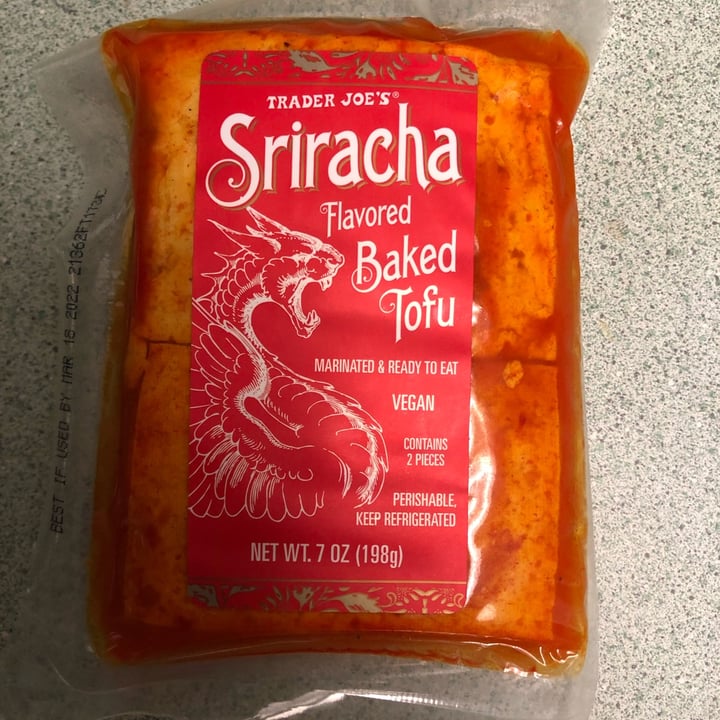 TRADER JOE'S®
Sriracha
Flavored
Baked
Tofu
MARINATED & READY TO EAT
VEGAN
CONTAINS
2 PIECES
PERISHABLE,
KEEP REFRIGERATED
NET WT. 7 OZ (198g)
BEST IF USED BY MAR 16 2022